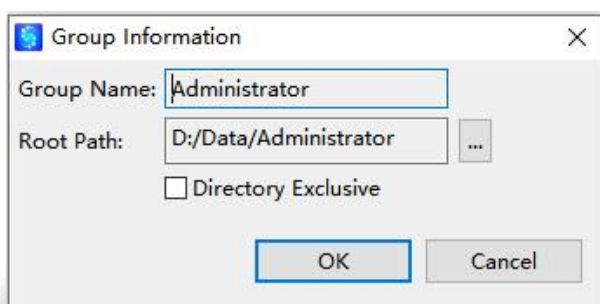 Group Information
Group Name: Administrator
Root Path: D:/Data/Administrator ...
Directory Exclusive
OK Cancel